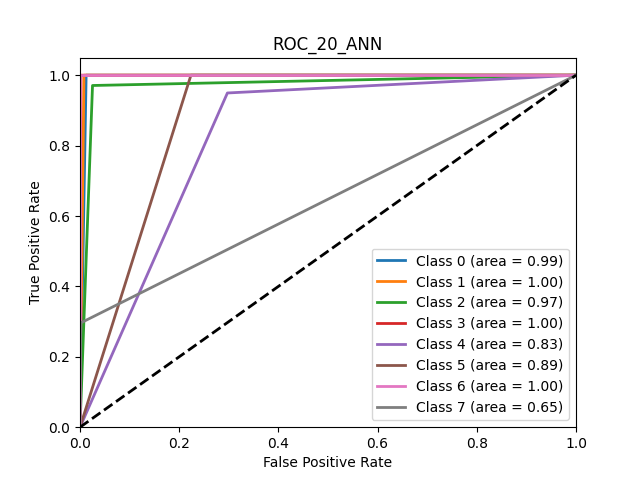 ROC_20_ANN
True Positive Rate
1.0
0.8
0.6
0.4
0.2
0.0
Class 0 (area = 0.99)
Class 1 (area = 1.00)
Class 2 (area = 0.97)
Class 3 (area = 1.00)
Class 4 (area = 0.83)
Class 5 (area = 0.89)
Class 6 (area = 1.00)
Class 7 (area = 0.65)
0.0 0.2 0.4 0.6 0.8 1.0
False Positive Rate